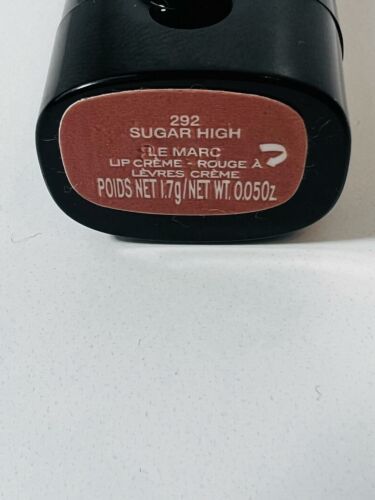 292
SUGAR HIGH
LE MARC
LIP CRÈME - ROUGE À
LÈVRES CRÈME
POIDS NET 1.7g/NET WT. 0.05OZ